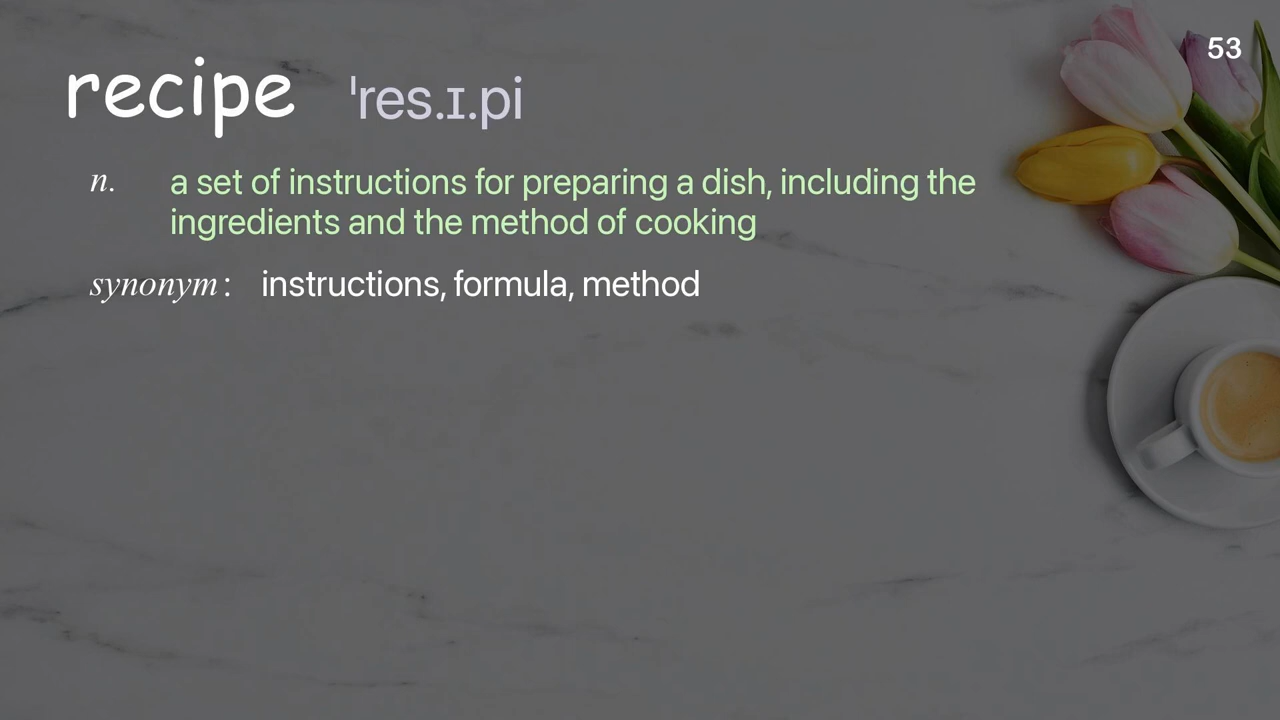 53
recipe ˈres.ɪ.pi
n. a set of instructions for preparing a dish, including the
ingredients and the method of cooking
synonym: instructions, formula, method